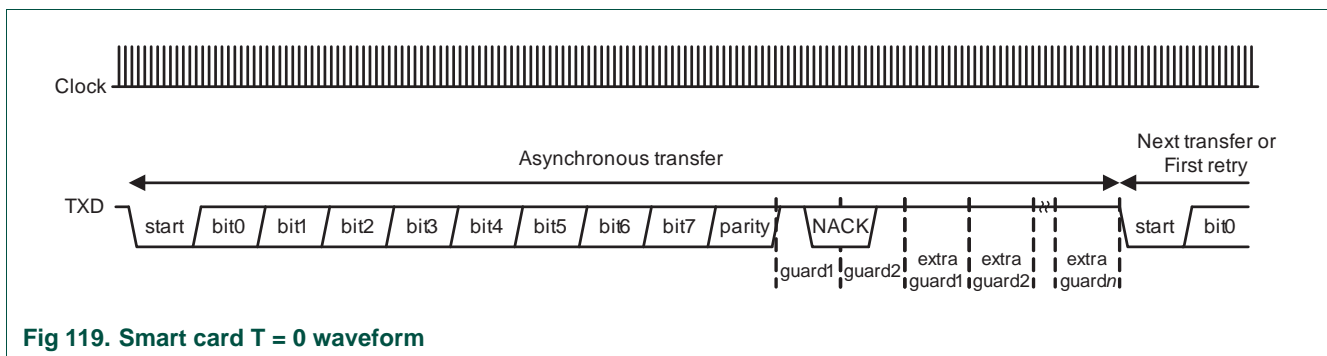 Clock
Next transfer or
First retry
Asynchronous transfer
TXD
start bit0 bit1 bit2 bit3 bit4 bit5 bit6 bit7 parity NACK start bit0
guard1 guard2 extra guard1 extra guard2 extra guardn
Fig 119. Smart card T = 0 waveform